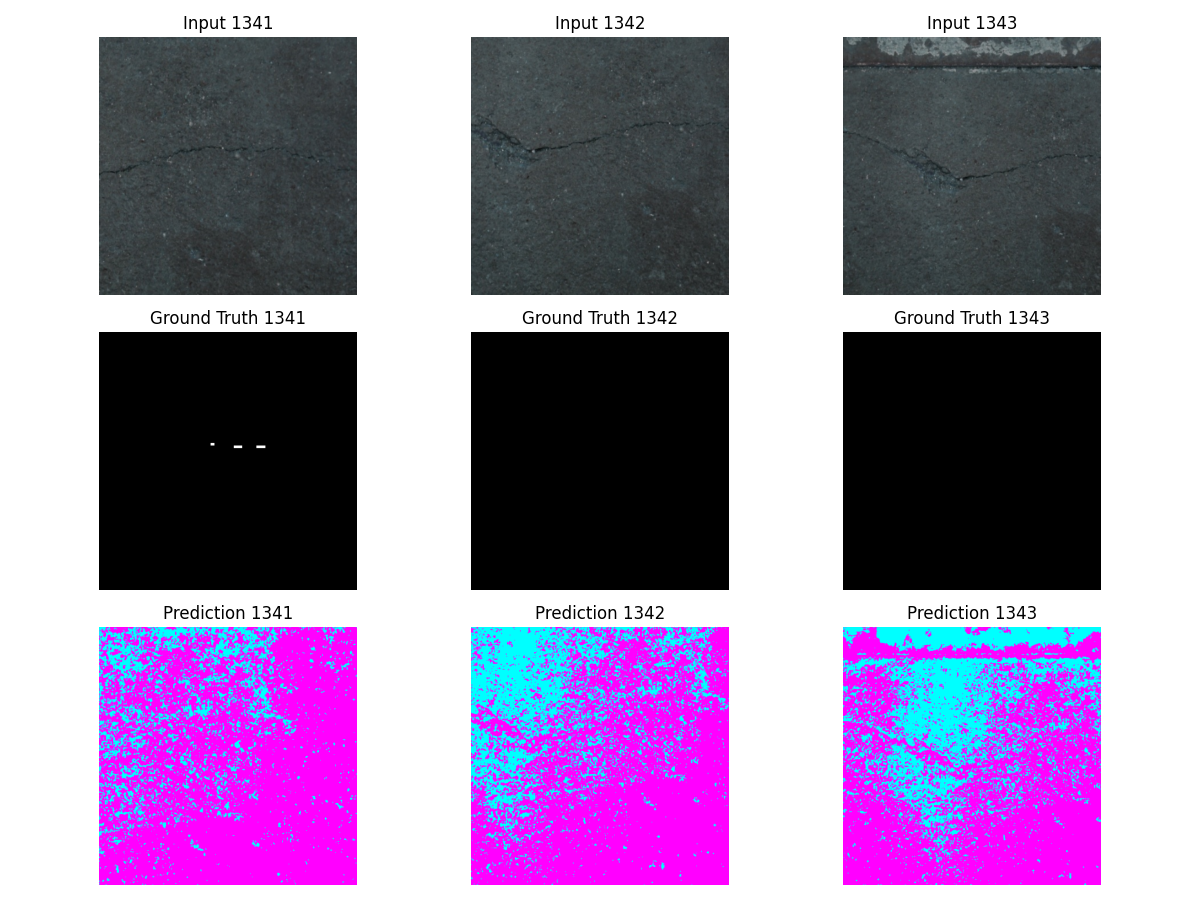 Input 1341
Input 1342
Input 1343
Ground Truth 1341
Ground Truth 1342
Ground Truth 1343
Prediction 1341
Prediction 1342
Prediction 1343